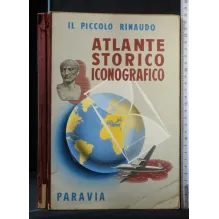 IL PICCOLO RINAUDO
ATLANTE
STORICO
ICONOGRAFICO
PARAVIA